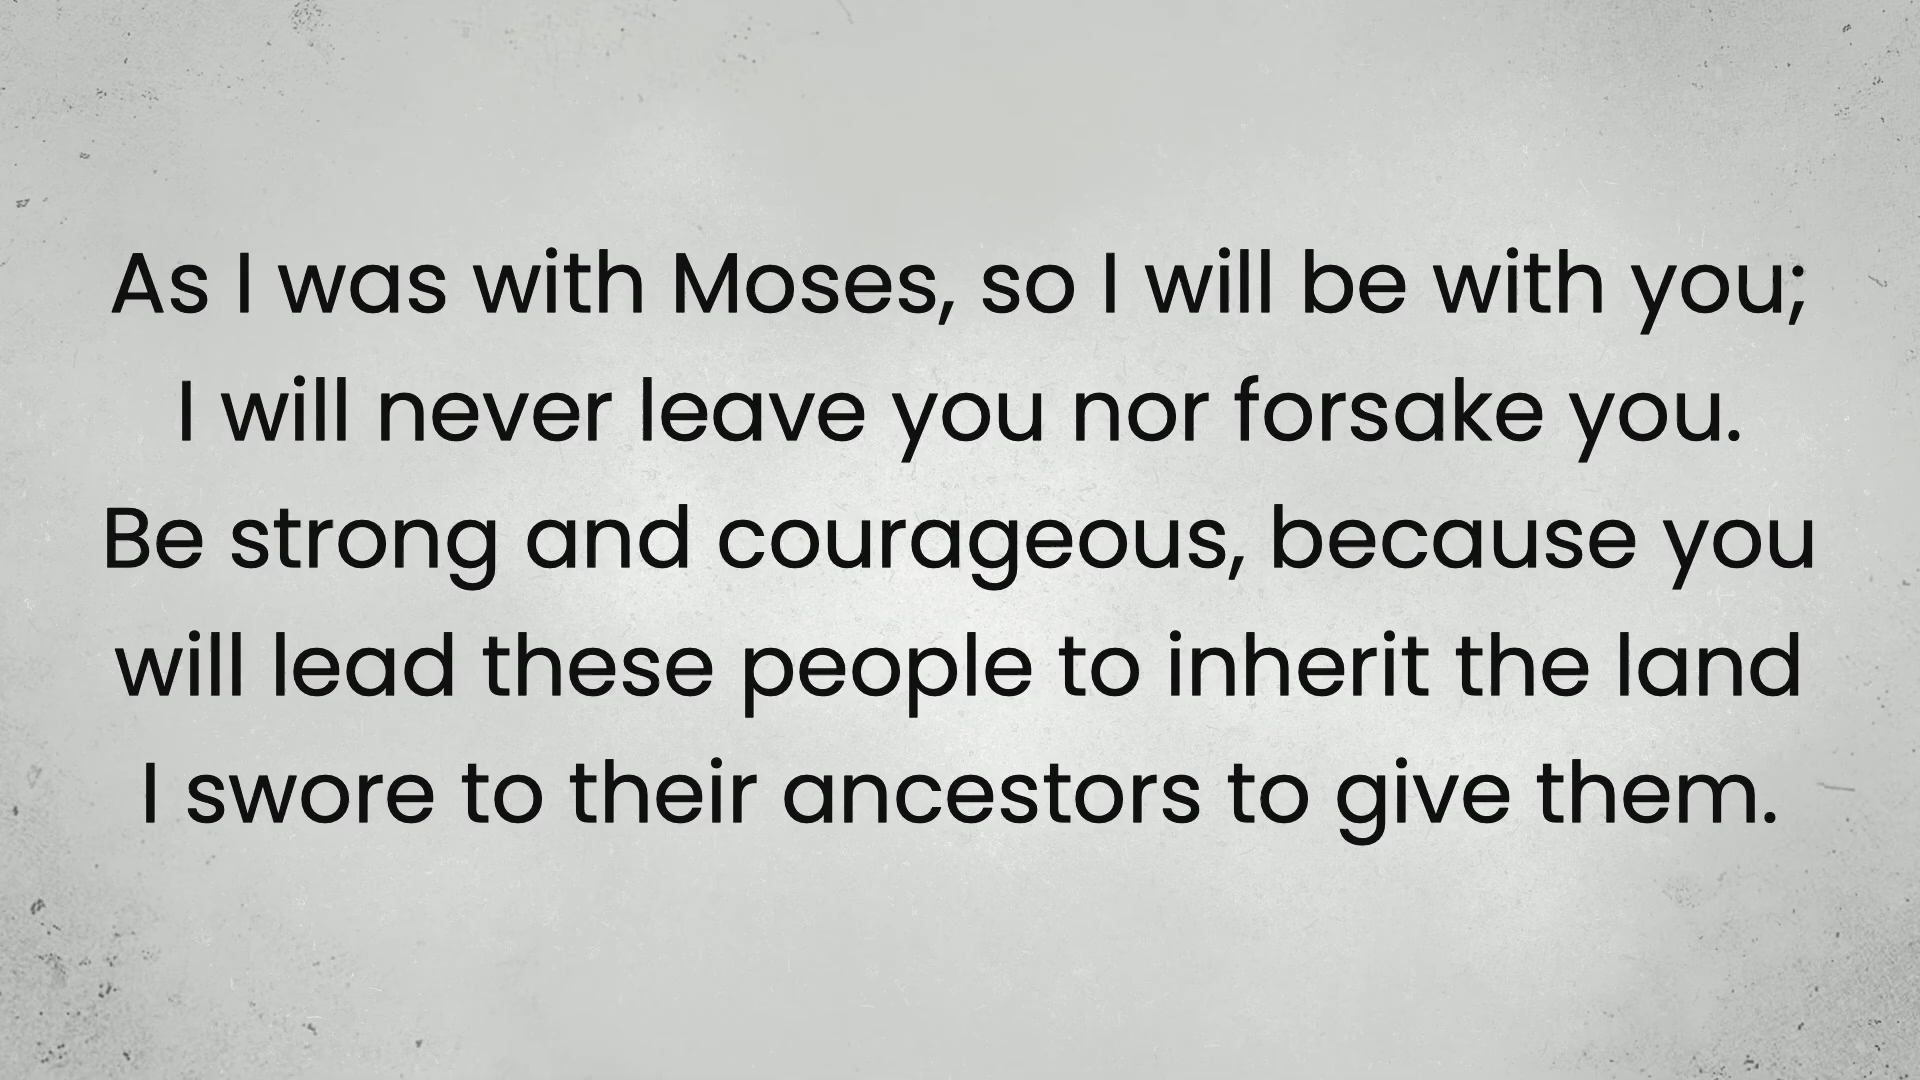 As I was with Moses, so I will be with you;
I will never leave you nor forsake you.
Be strong and courageous, because you
will lead these people to inherit the land
I swore to their ancestors to give them.